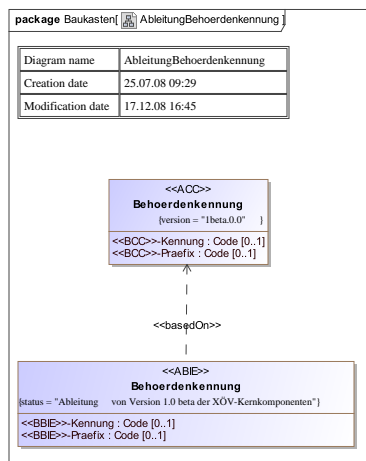 package Baukasten[ AbleitungBehoerdenkennung ]
Diagram name AbleitungBehoerdenkennung
Creation date 25.07.08 09:29
Modification date 17.12.08 16:45
<<ACC>>
Behoerdenkennung
{version = "1beta.0.0" }
<<BCC>>-Kennung : Code [0..1]
<<BCC>>-Praefix : Code [0..1]
<<basedOn>>
<<ABIE>>
Behoerdenkennung
{status = "Ableitung von Version 1.0 beta der XÖV-Kernkomponenten"}
<<BBIE>>-Kennung : Code [0..1]
<<BBIE>>-Praefix : Code [0..1]